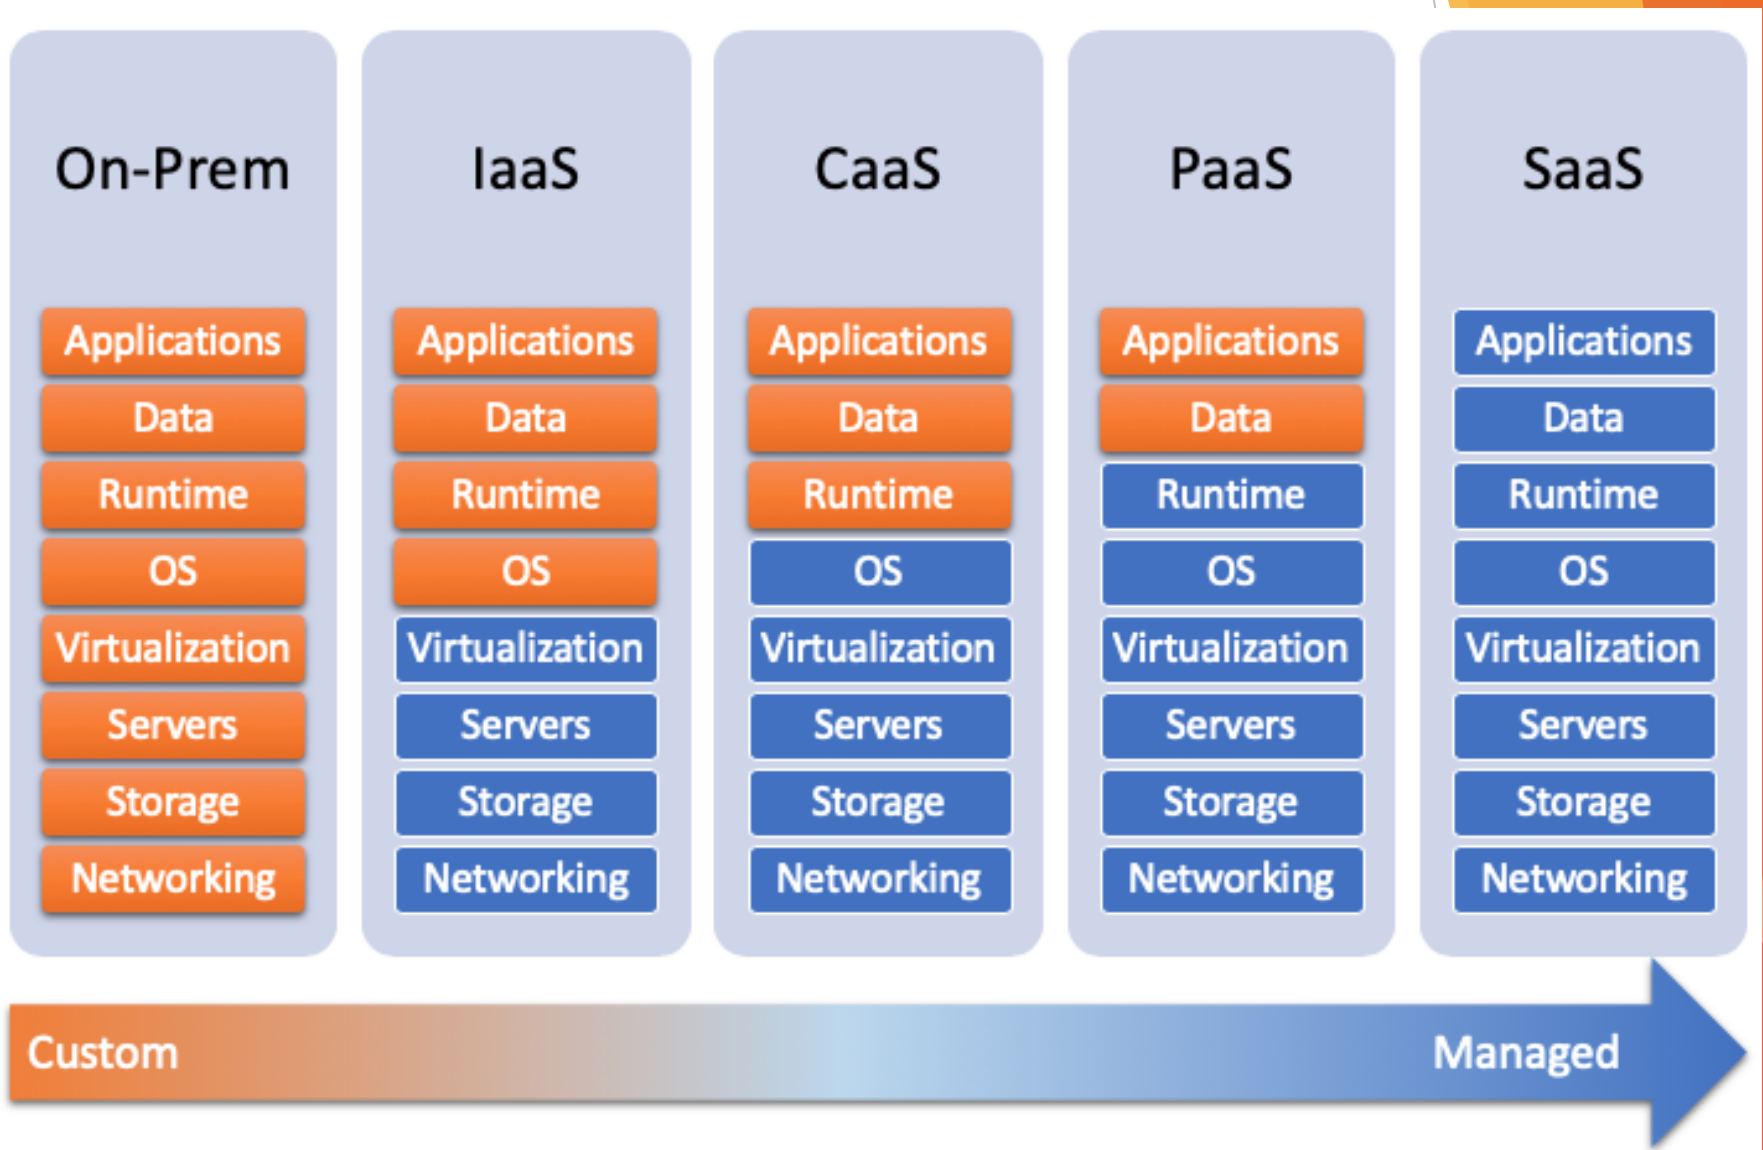 On-Prem
Applications
Data
Runtime
OS
Virtualization
Servers
Storage
Networking
IaaS
Applications
Data
Runtime
OS
Virtualization
Servers
Storage
Networking
CaaS
Applications
Data
Runtime
OS
Virtualization
Servers
Storage
Networking
PaaS
Applications
Data
Runtime
OS
Virtualization
Servers
Storage
Networking
SaaS
Applications
Data
Runtime
OS
Virtualization
Servers
Storage
Networking
Custom
Managed